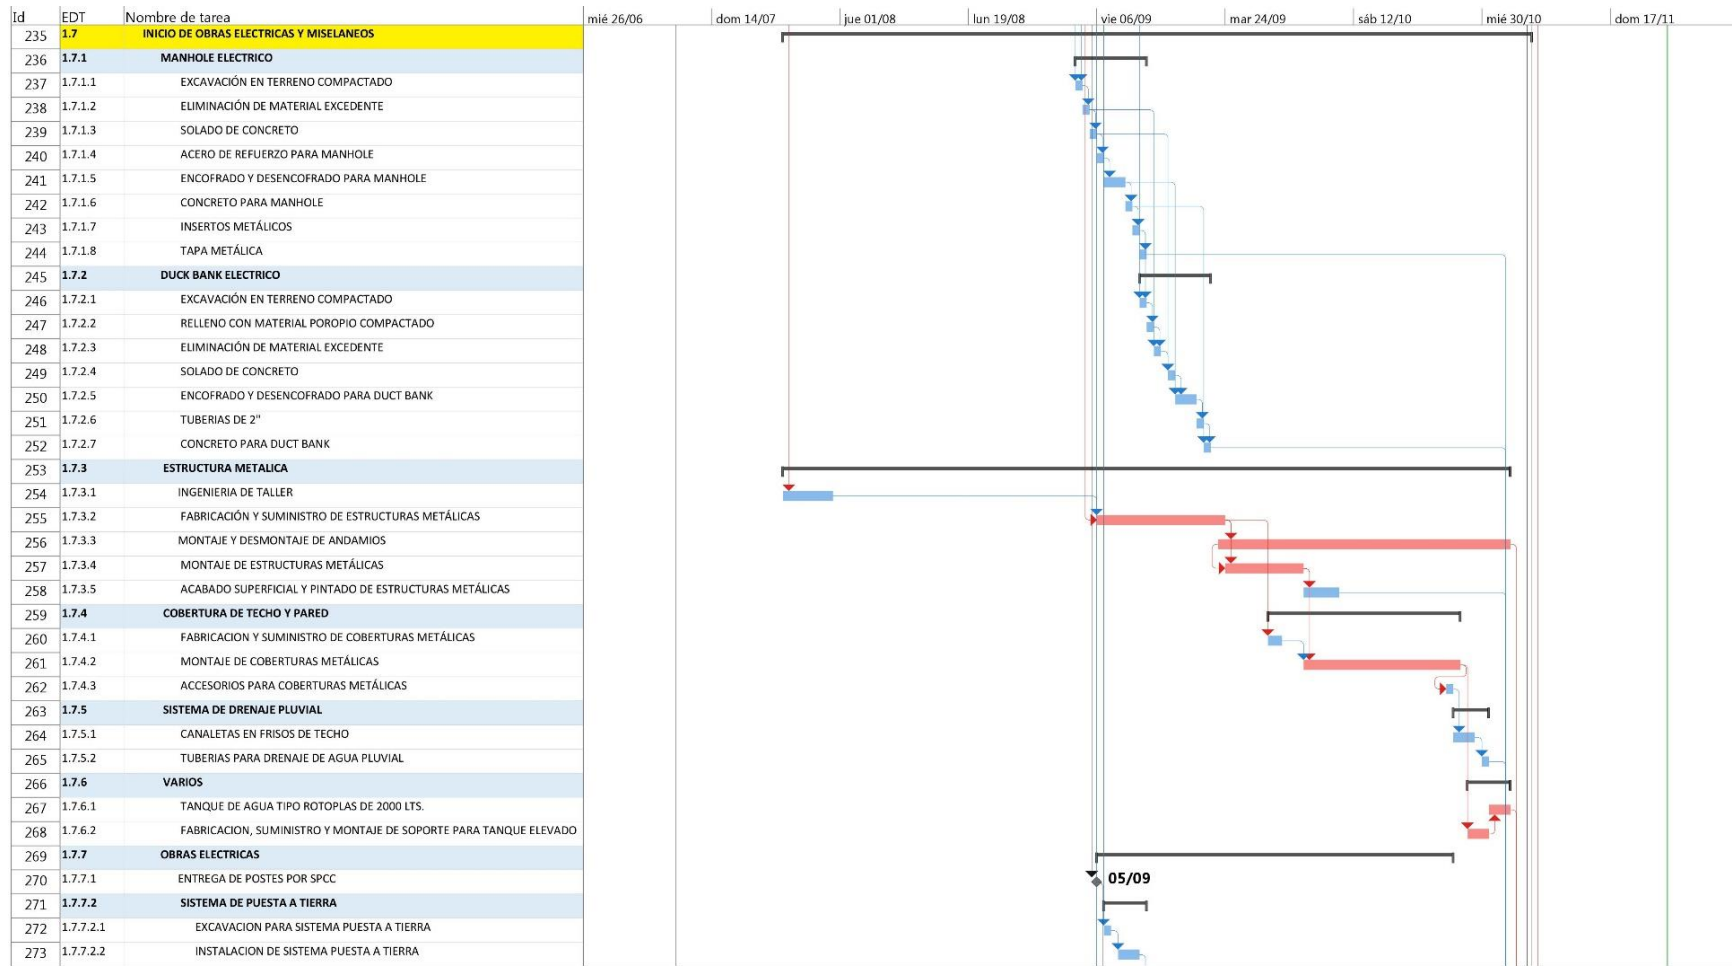 Id EDT Nombre de tarea mié 26/06 dom 14/07 jue 01/08 lun 19/08 vie 06/09 mar 24/09 sáb 12/10 mié 30/10 dom 17/11
235 1.7 INICIO DE OBRAS ELECTRICAS Y MISELANEOS
236 1.7.1 MANHOLE ELECTRICO
237 1.7.1.1 EXCAVACIÓN EN TERRENO COMPACTADO
238 1.7.1.2 ELIMINACIÓN DE MATERIAL EXCEDENTE
239 1.7.1.3 SOLADO DE CONCRETO
240 1.7.1.4 ACERO DE REFUERZO PARA MANHOLE
241 1.7.1.5 ENCOFRADO Y DESENCOFRADO PARA MANHOLE
242 1.7.1.6 CONCRETO PARA MANHOLE
243 1.7.1.7 INSERTOS METÁLICOS
244 1.7.1.8 TAPA METÁLICA
245 1.7.2 DUCK BANK ELECTRICO
246 1.7.2.1 EXCAVACIÓN EN TERRENO COMPACTADO
247 1.7.2.2 RELLENO CON MATERIAL POROPIO COMPACTADO
248 1.7.2.3 ELIMINACIÓN DE MATERIAL EXCEDENTE
249 1.7.2.4 SOLADO DE CONCRETO
250 1.7.2.5 ENCOFRADO Y DESENCOFRADO PARA DUCT BANK
251 1.7.2.6 TUBERIAS DE 2"
252 1.7.2.7 CONCRETO PARA DUCT BANK
253 1.7.3 ESTRUCTURA METALICA
254 1.7.3.1 INGENIERIA DE TALLER
255 1.7.3.2 FABRICACIÓN Y SUMINISTRO DE ESTRUCTURAS METÁLICAS
256 1.7.3.3 MONTAJE Y DESMONTAJE DE ANDAMIOS
257 1.7.3.4 MONTAJE DE ESTRUCTURAS METÁLICAS
258 1.7.3.5 ACABADO SUPERFICIAL Y PINTADO DE ESTRUCTURAS METÁLICAS
259 1.7.4 COBERTURA DE TECHO Y PARED
260 1.7.4.1 FABRICACION Y SUMINISTRO DE COBERTURAS METÁLICAS
261 1.7.4.2 MONTAJE DE COBERTURAS METÁLICAS
262 1.7.4.3 ACCESORIOS PARA COBERTURAS METÁLICAS
263 1.7.5 SISTEMA DE DRENAJE PLUVIAL
264 1.7.5.1 CANALETAS EN FRISOS DE TECHO
265 1.7.5.2 TUBERIAS PARA DRENAJE DE AGUA PLUVIAL
266 1.7.6 VARIOS
267 1.7.6.1 TANQUE DE AGUA TIPO ROTOPLAS DE 2000 LTS.
268 1.7.6.2 FABRICACION, SUMINISTRO Y MONTAJE DE SOPORTE PARA TANQUE ELEVADO
269 1.7.7 OBRAS ELECTRICAS
270 1.7.7.1 ENTREGA DE POSTES POR SPCC 05/09
271 1.7.7.2 SISTEMA DE PUESTA A TIERRA
272 1.7.7.2.1 EXCAVACION PARA SISTEMA PUESTA A TIERRA
273 1.7.7.2.2 INSTALACION DE SISTEMA PUESTA A TIERRA